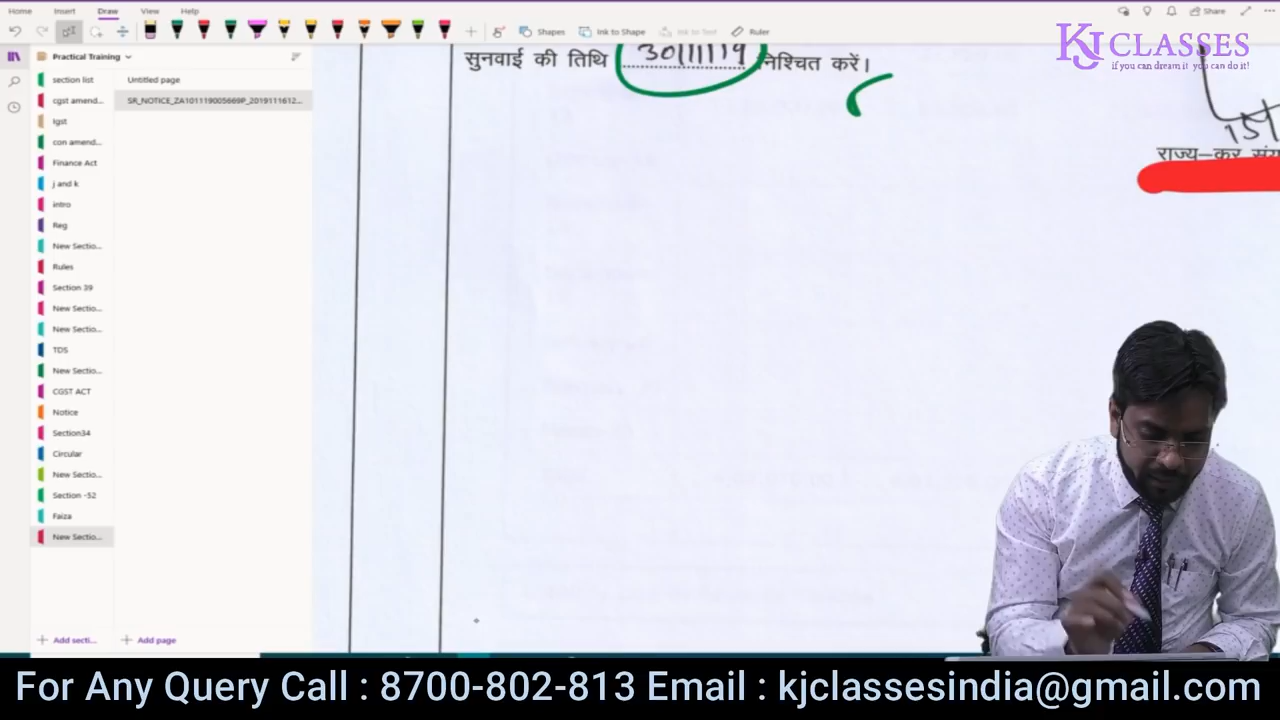 Home Insert Draw View Help
Share
Shapes Ink to Shape Ink to Text Ruler
KJ CLASSES
if you can dream it you can do it!
Practical Training
section list
cgst amend...
Igst
con amend...
Finance Act
j and k
intro
Reg
New Sectio...
Rules
Section 39
New Sectio...
New Sectio...
TDS
New Sectio...
CGST ACT
Notice
Section34
Circular
New Sectio...
Section -52
Faiza
New Sectio...
Add secti...
Untitled page
SR_NOTICE_ZA101119005669P_2019111612...
Add page
सुनवाई की तिथि 30/11/19 निश्चित करें।
राज्य–कर
For Any Query Call : 8700-802-813 Email : kjclassesindia@gmail.com